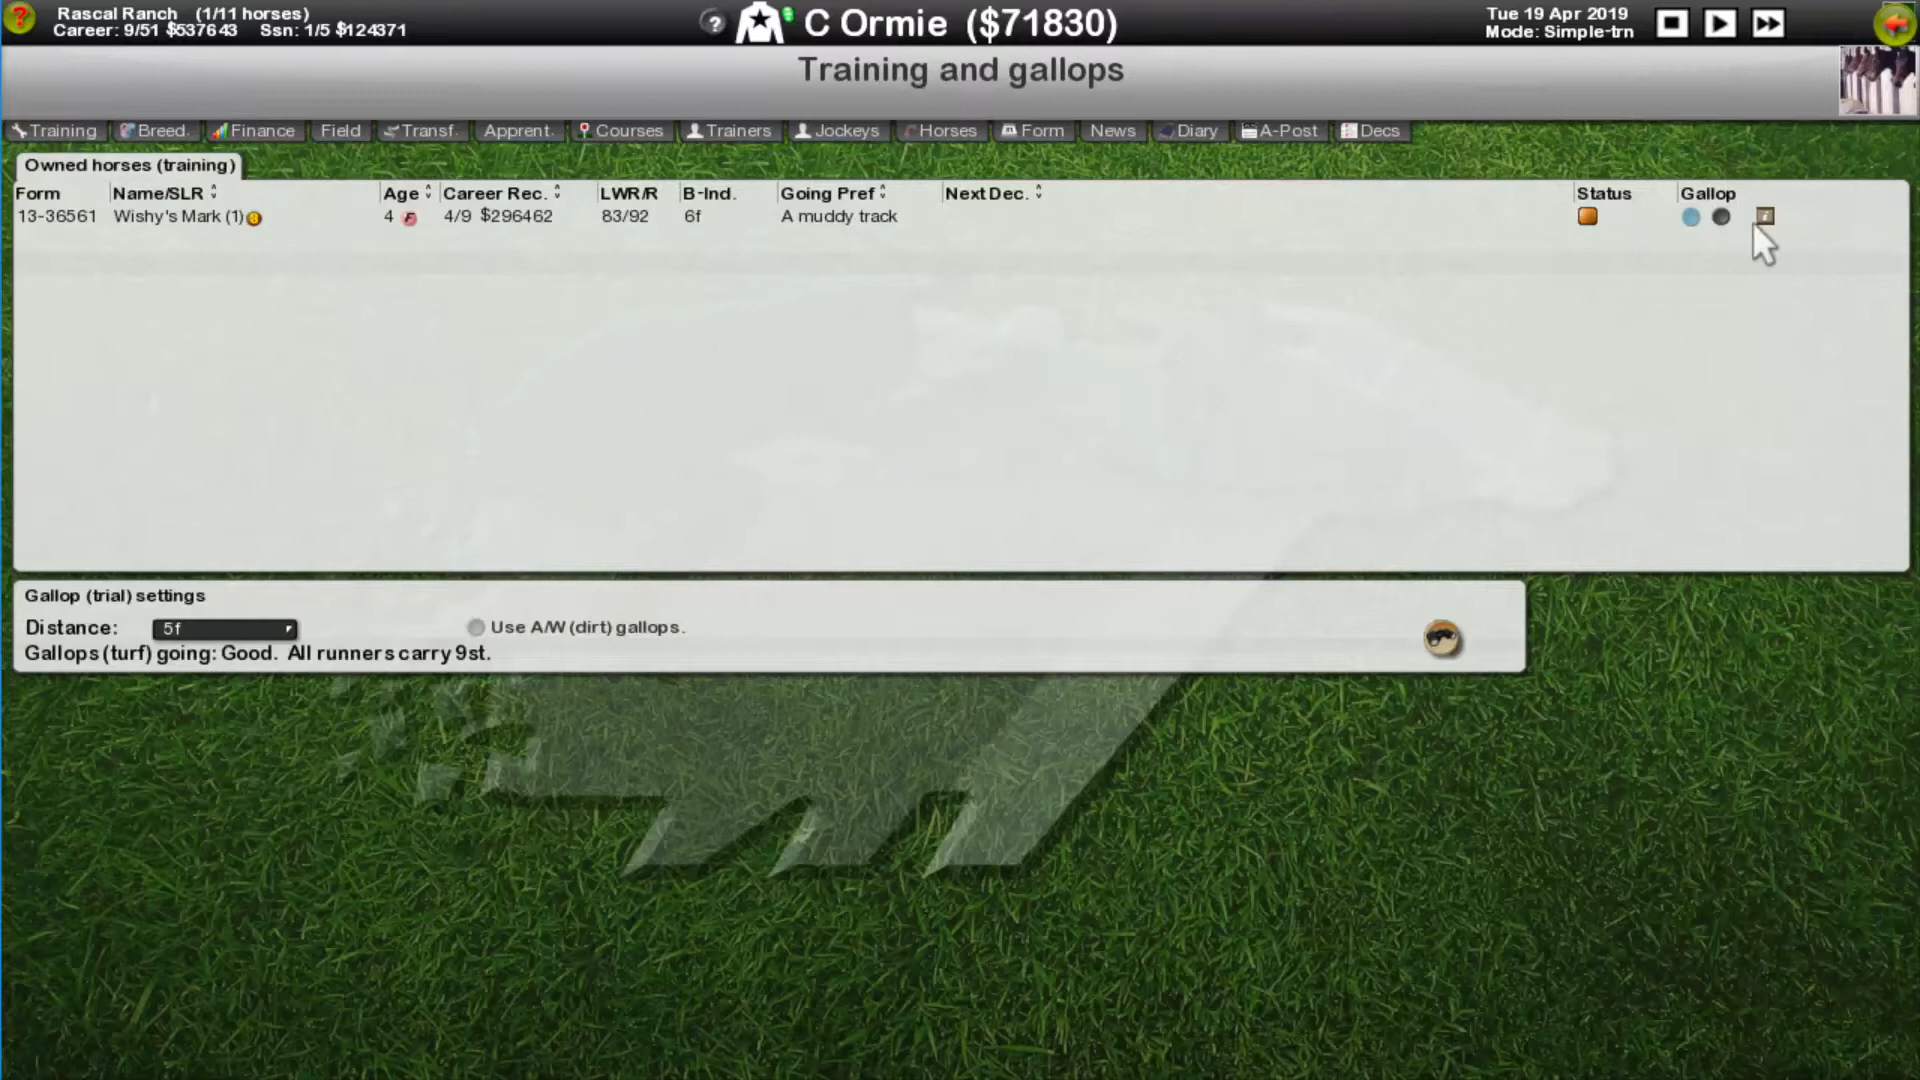 Rascal Ranch (1/11 horses)
Career: 9/51 $537643 Ssn: 1/5 $124371
? C Ormie ($71830)
Tue 19 Apr 2019
Mode: Simple-trn
Training and gallops
Training Breed. Finance Field Transf. Apprent. Courses Trainers Jockeys Horses Form News Diary A-Post Decs
Owned horses (training)
Form Name/SLR Age Career Rec. LWR/R B-Ind. Going Pref Next Dec. Status Gallop
13-36561 Wishy's Mark (1) 4 F 4/9 $296462 83/92 6f A muddy track
Gallop (trial) settings
Distance: 5f Use A/W (dirt) gallops.
Gallops (turf) going: Good. All runners carry 9st.